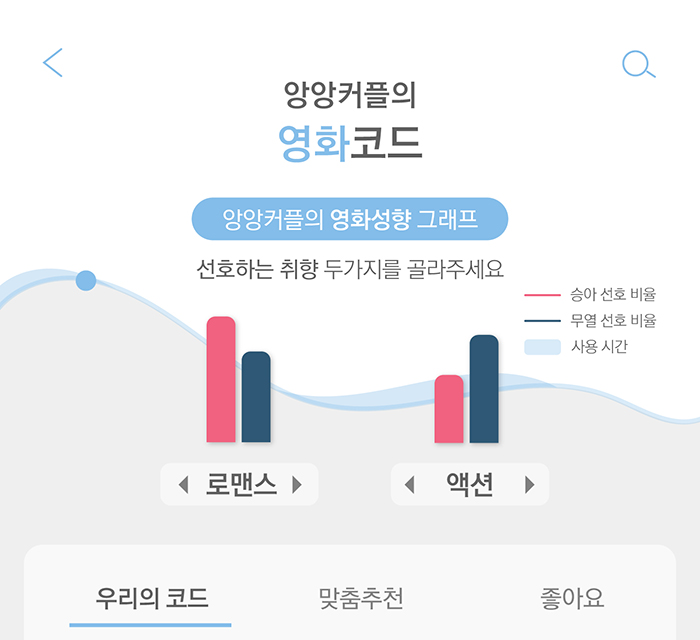 앙앙커플의
영화코드
앙앙커플의 영화성향 그래프
선호하는 취향 두가지를 골라주세요
승아 선호 비율
무열 선호 비율
사용 시간
로맨스
액션
우리의 코드 맞춤추천 좋아요